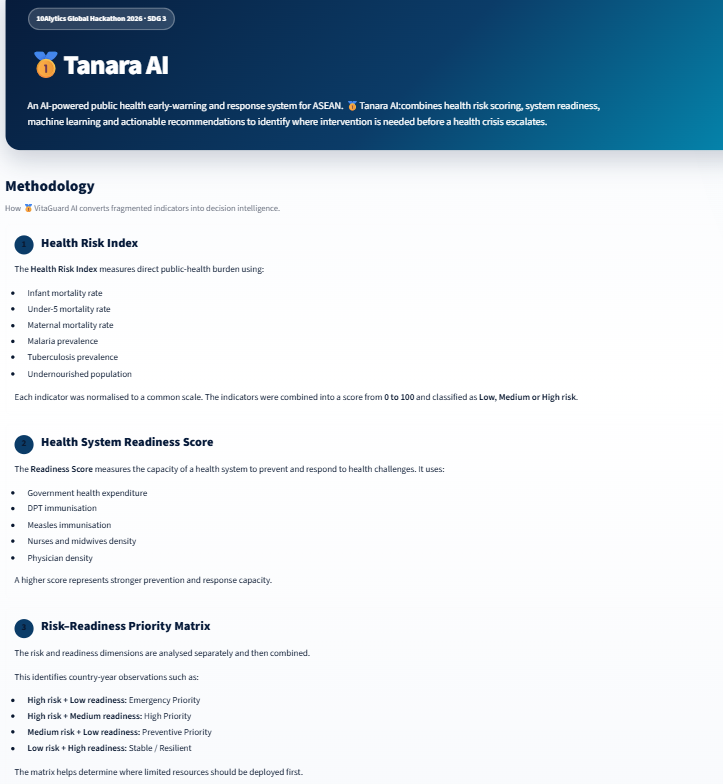 10Alytics Global Hackathon 2026 · SDG 3
Tanara AI
An AI-powered public health early-warning and response system for ASEAN. Tanara AI:combines health risk scoring, system readiness,
machine learning and actionable recommendations to identify where intervention is needed before a health crisis escalates.
Methodology
How VitaGuard AI converts fragmented indicators into decision intelligence.
1 Health Risk Index
The Health Risk Index measures direct public-health burden using:
• Infant mortality rate
• Under-5 mortality rate
• Maternal mortality rate
• Malaria prevalence
• Tuberculosis prevalence
• Undernourished population
Each indicator was normalised to a common scale. The indicators were combined into a score from 0 to 100 and classified as Low, Medium or High risk.
2 Health System Readiness Score
The Readiness Score measures the capacity of a health system to prevent and respond to health challenges. It uses:
• Government health expenditure
• DPT immunisation
• Measles immunisation
• Nurses and midwives density
• Physician density
A higher score represents stronger prevention and response capacity.
3 Risk–Readiness Priority Matrix
The risk and readiness dimensions are analysed separately and then combined.
This identifies country-year observations such as:
• High risk + Low readiness: Emergency Priority
• High risk + Medium readiness: High Priority
• Medium risk + Low readiness: Preventive Priority
• Low risk + High readiness: Stable / Resilient
The matrix helps determine where limited resources should be deployed first.